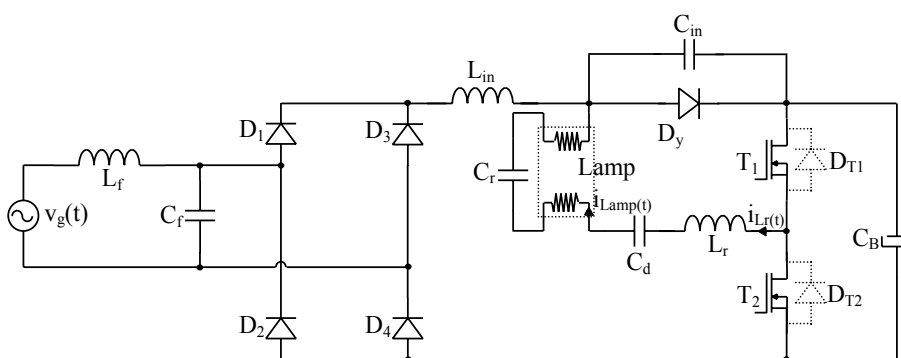 C_in
L_in
D_1
D_3
D_y
L_f
C_r
Lamp
T_1
D_T1
v_g(t)
C_f
i_Lamp(t)
i_Lr(t)
C_B
C_d
L_r
T_2
D_T2
D_2
D_4